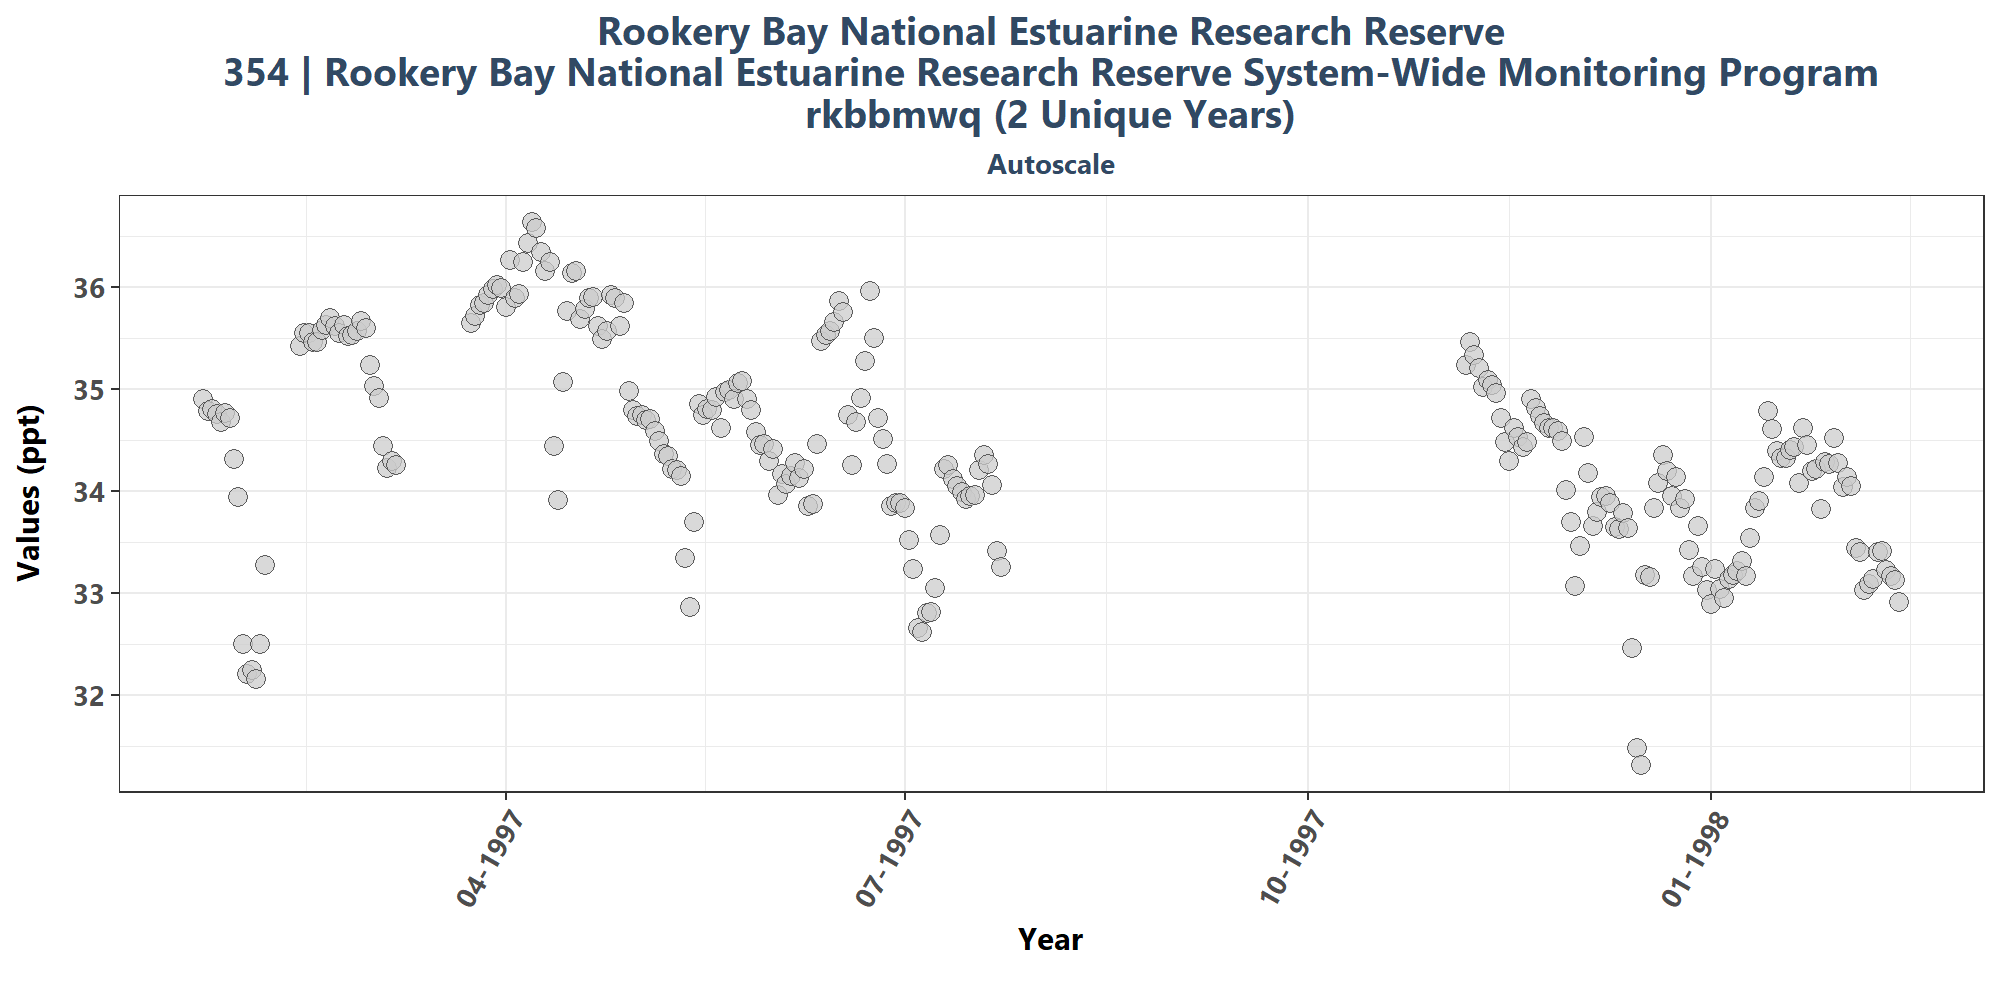 Rookery Bay National Estuarine Research Reserve
354 | Rookery Bay National Estuarine Research Reserve System-Wide Monitoring Program
rkbbmwq (2 Unique Years)
Autoscale
Values (ppt)
36
35
34
33
32
04-1997
07-1997
10-1997
01-1998
Year